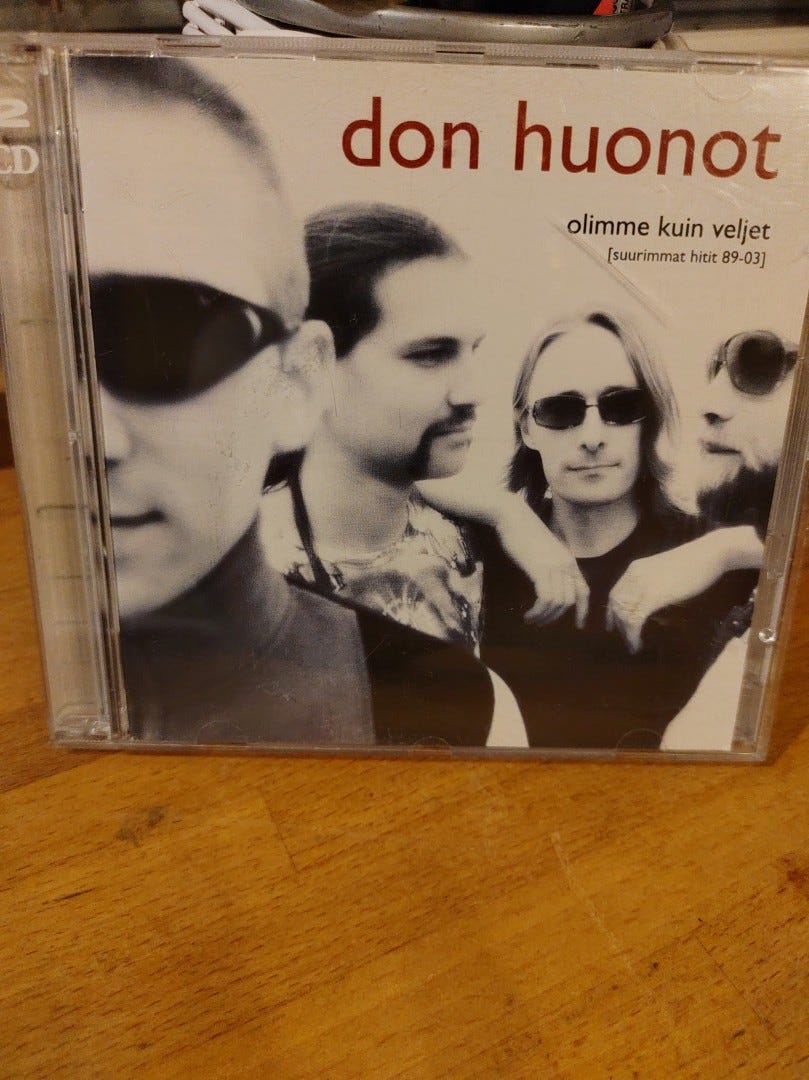 2
CD
don huonot
olimme kuin veljet
[suurimmat hitit 89-03]